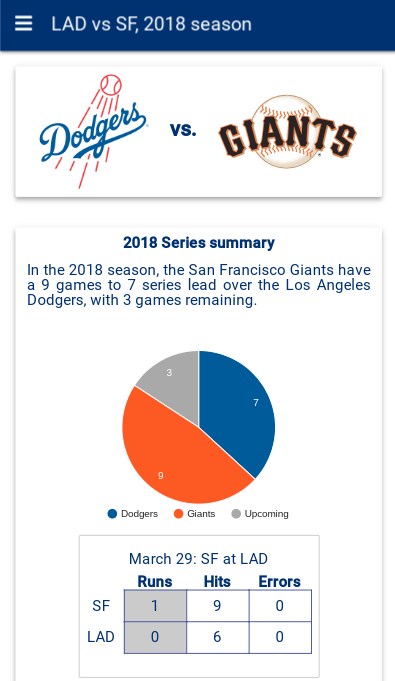 LAD vs SF, 2018 season
Dodgers
vs.
GIANTS
2018 Series summary
In the 2018 season, the San Francisco Giants have
a 9 games to 7 series lead over the Los Angeles
Dodgers, with 3 games remaining.
3
7
9
Dodgers Giants Upcoming
March 29: SF at LAD
Runs Hits Errors
SF 1 9 0
LAD 0 6 0